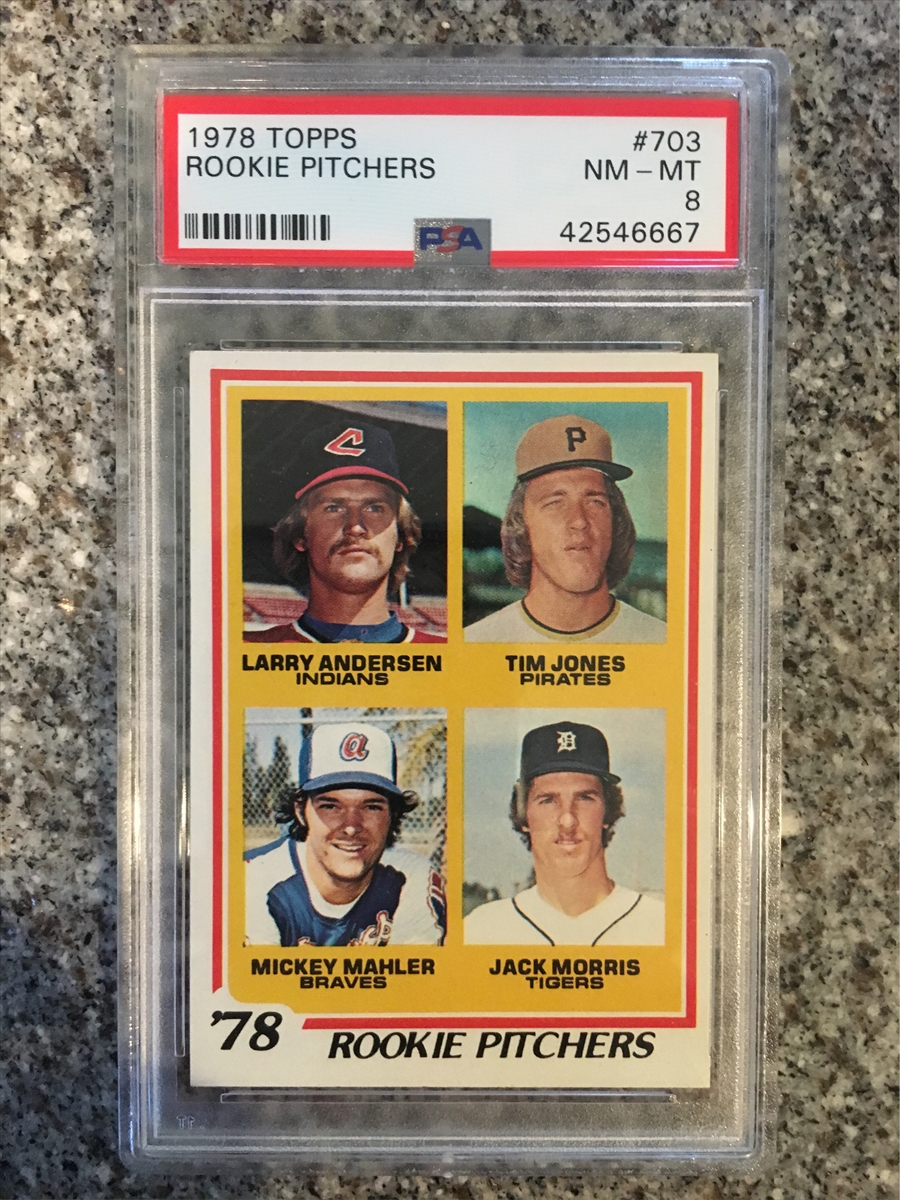 1978 TOPPS #703
ROOKIE PITCHERS NM - MT
8
42546667
PSA
C
P
LARRY ANDERSEN TIM JONES
INDIANS PIRATES
a
D
MICKEY MAHLER JACK MORRIS
BRAVES TIGERS
'78 ROOKIE PITCHERS